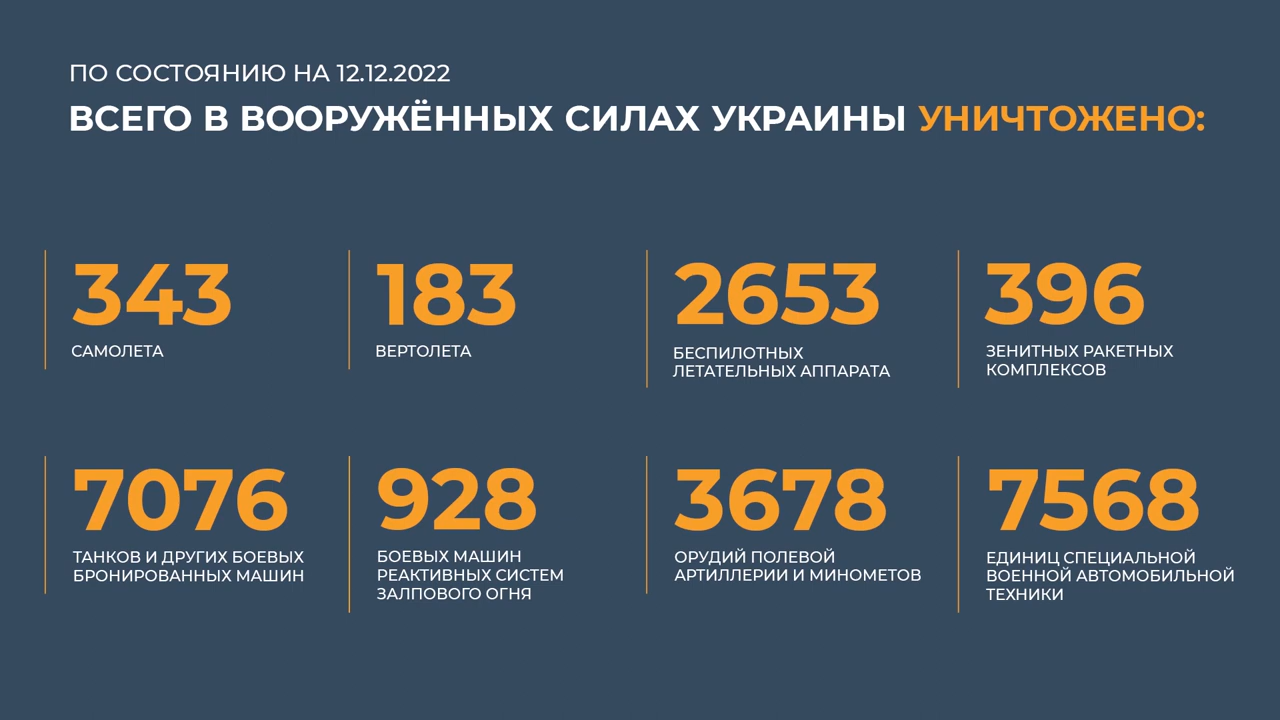 ПО СОСТОЯНИЮ НА 12.12.2022
ВСЕГО В ВООРУЖЁННЫХ СИЛАХ УКРАИНЫ УНИЧТОЖЕНО:
343
САМОЛЕТА
183
ВЕРТОЛЕТА
2653
БЕСПИЛОТНЫХ
ЛЕТАТЕЛЬНЫХ АППАРАТА
396
ЗЕНИТНЫХ РАКЕТНЫХ
КОМПЛЕКСОВ
7076
ТАНКОВ И ДРУГИХ БОЕВЫХ
БРОНИРОВАННЫХ МАШИН
928
БОЕВЫХ МАШИН
РЕАКТИВНЫХ СИСТЕМ
ЗАЛПОВОГО ОГНЯ
3678
ОРУДИЙ ПОЛЕВОЙ
АРТИЛЛЕРИИ И МИНОМЕТОВ
7568
ЕДИНИЦ СПЕЦИАЛЬНОЙ
ВОЕННОЙ АВТОМОБИЛЬНОЙ
ТЕХНИКИ